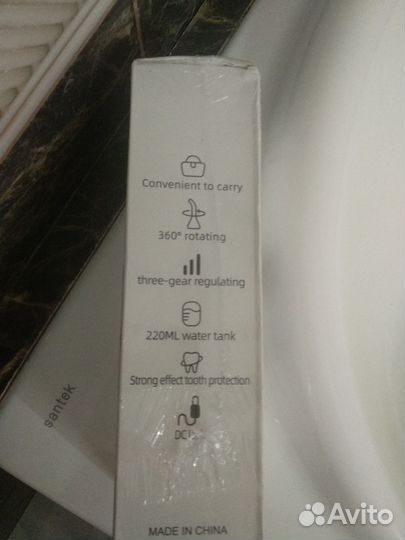 Convenient to carry
360° rotating
three-gear regulating
220ML water tank
Strong effect tooth protection
DC
MADE IN CHINA
santek
Avito